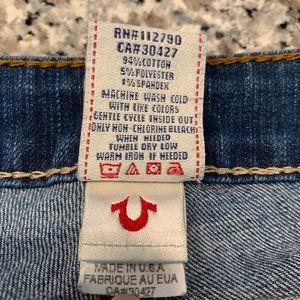 RN#112790
CA#30427
94% COTTON
5% POLYESTER
1% SPANDEX
MACHINE WASH COLD
WITH LIKE COLORS
GENTLE CYCLE INSIDE OUT
ONLY NON-CHLORINE BLEACH
WHEN NEEDED
TUMBLE DRY LOW
WARM IRON IF NEEDED
MADE IN U.S.A
FABRIQUE AU EUA
CA#30427